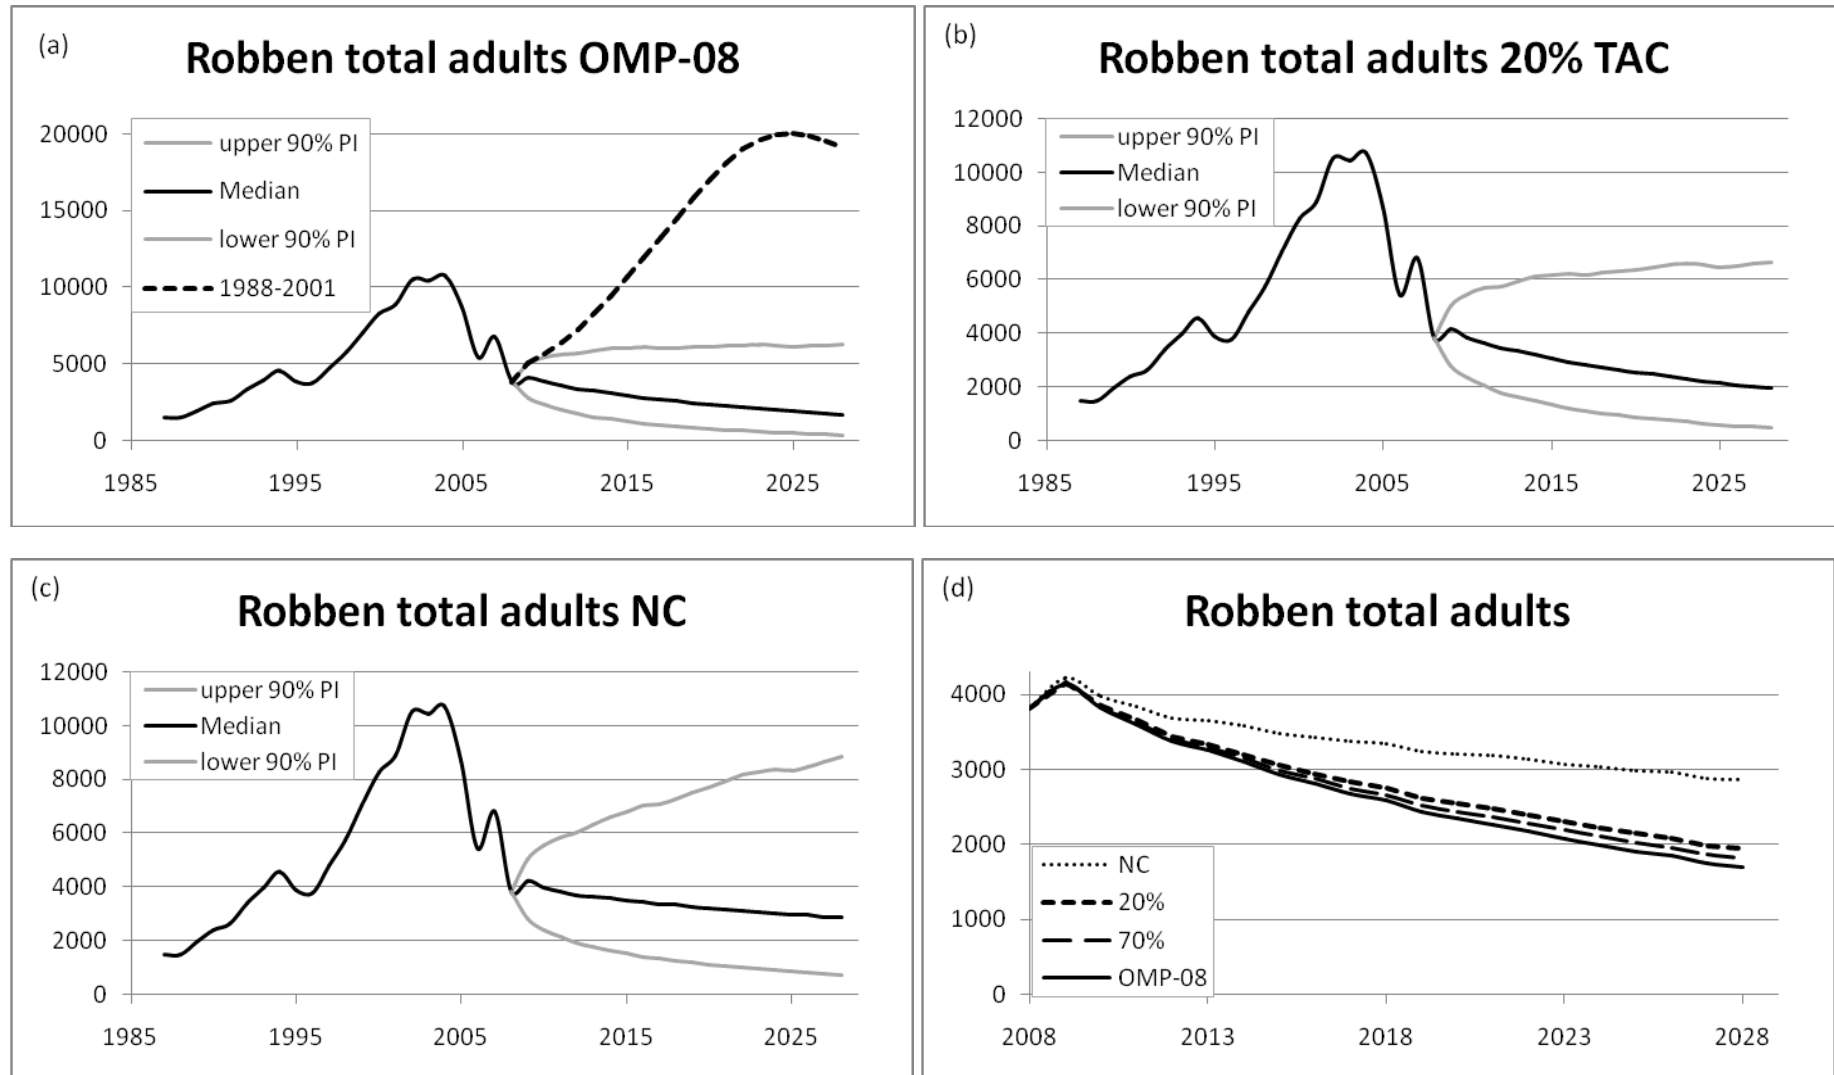 (a)
Robben total adults OMP-08
20000
15000
10000
5000
0
upper 90% PI
Median
lower 90% PI
1988-2001
1985 1995 2005 2015 2025
(b)
Robben total adults 20% TAC
12000
10000
8000
6000
4000
2000
0
upper 90% PI
Median
lower 90% PI
1985 1995 2005 2015 2025
(c)
Robben total adults NC
12000
10000
8000
6000
4000
2000
0
upper 90% PI
Median
lower 90% PI
1985 1995 2005 2015 2025
(d)
Robben total adults
4000
3000
2000
1000
0
NC
20%
70%
OMP-08
2008 2013 2018 2023 2028